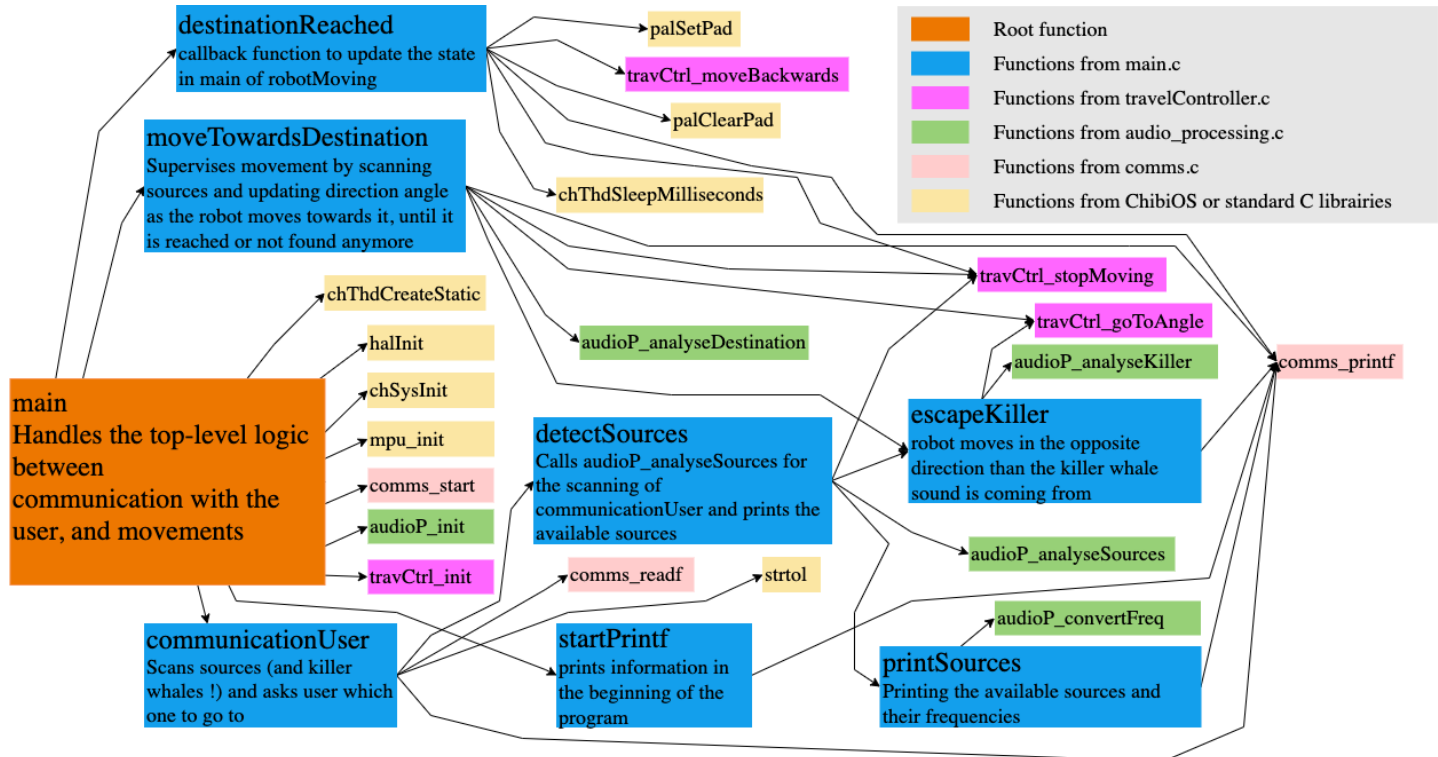 destinationReached
callback function to update the state
in main of robotMoving
palSetPad
travCtrl_moveBackwards
palClearPad
chThdSleepMilliseconds
Root function
Functions from main.c
Functions from travelController.c
Functions from audio_processing.c
Functions from comms.c
Functions from ChibiOS or standard C librairies
moveTowardsDestination
Supervises movement by scanning
sources and updating direction angle
as the robot moves towards it, until it
is reached or not found anymore
chThdCreateStatic
halInit
chSysInit
mpu_init
comms_start
audioP_init
travCtrl_init
main
Handles the top-level logic
between
communication with the
user, and movements
audioP_analyseDestination
travCtrl_stopMoving
travCtrl_goToAngle
audioP_analyseKiller
comms_printf
detectSources
Calls audioP_analyseSources for
the scanning of
communicationUser and prints the
available sources
escapeKiller
robot moves in the opposite
direction than the killer whale
sound is coming from
audioP_analyseSources
comms_readf
strtol
communicationUser
Scans sources (and killer
whales !) and asks user which
one to go to
startPrintf
prints information in
the beginning of the
program
audioP_convertFreq
printSources
Printing the available sources and
their frequencies